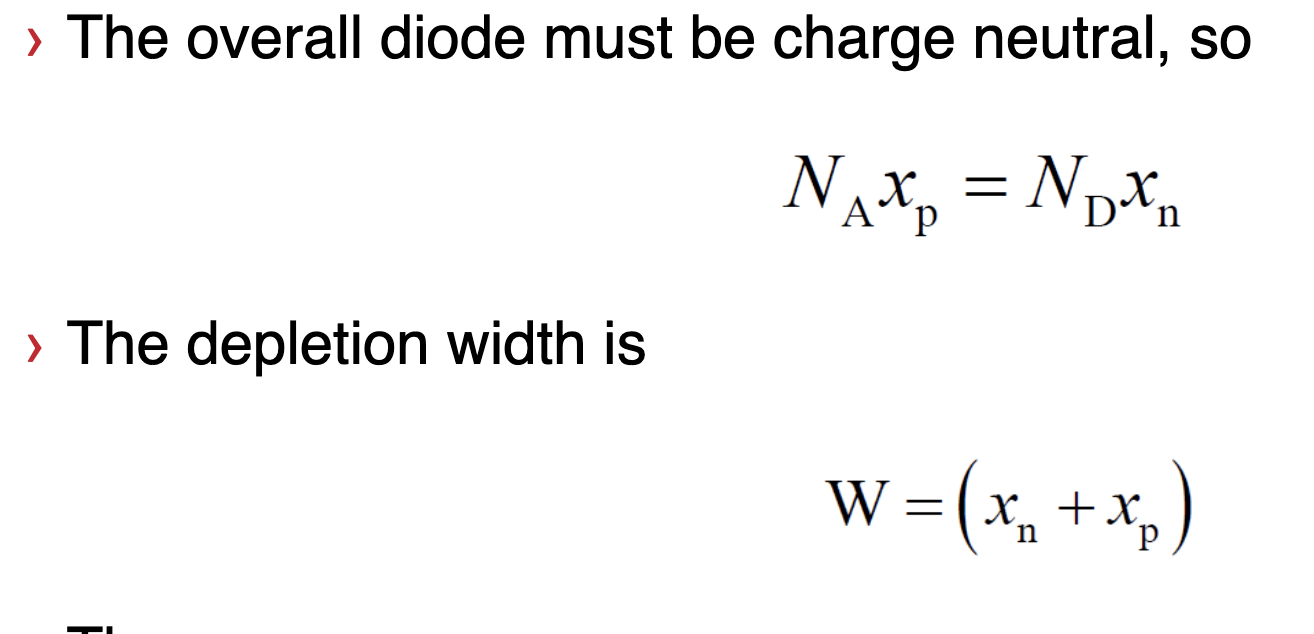 › The overall diode must be charge neutral, so
N_A x_p = N_D x_n
› The depletion width is
W = (x_n + x_p)